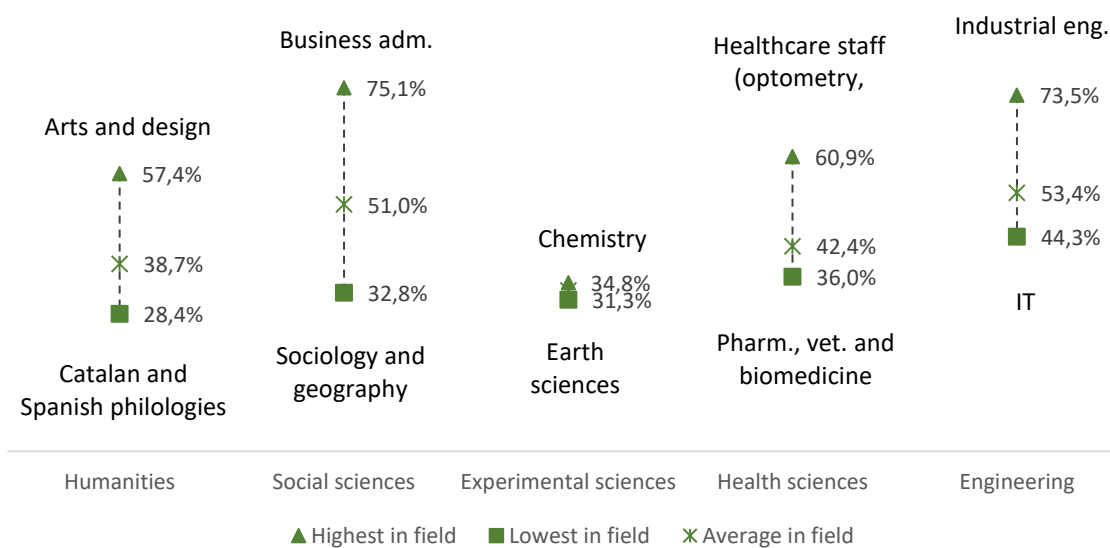 Business adm.
75,1%
51,0%
32,8%
Sociology and
geography
Arts and design
57,4%
38,7%
28,4%
Catalan and
Spanish philologies
Chemistry
34,8%
31,3%
Earth
sciences
Healthcare staff
(optometry,
60,9%
42,4%
36,0%
Pharm., vet. and
biomedicine
Industrial eng.
73,5%
53,4%
44,3%
IT
Humanities
Social sciences
Experimental sciences
Health sciences
Engineering
Highest in field
Lowest in field
Average in field